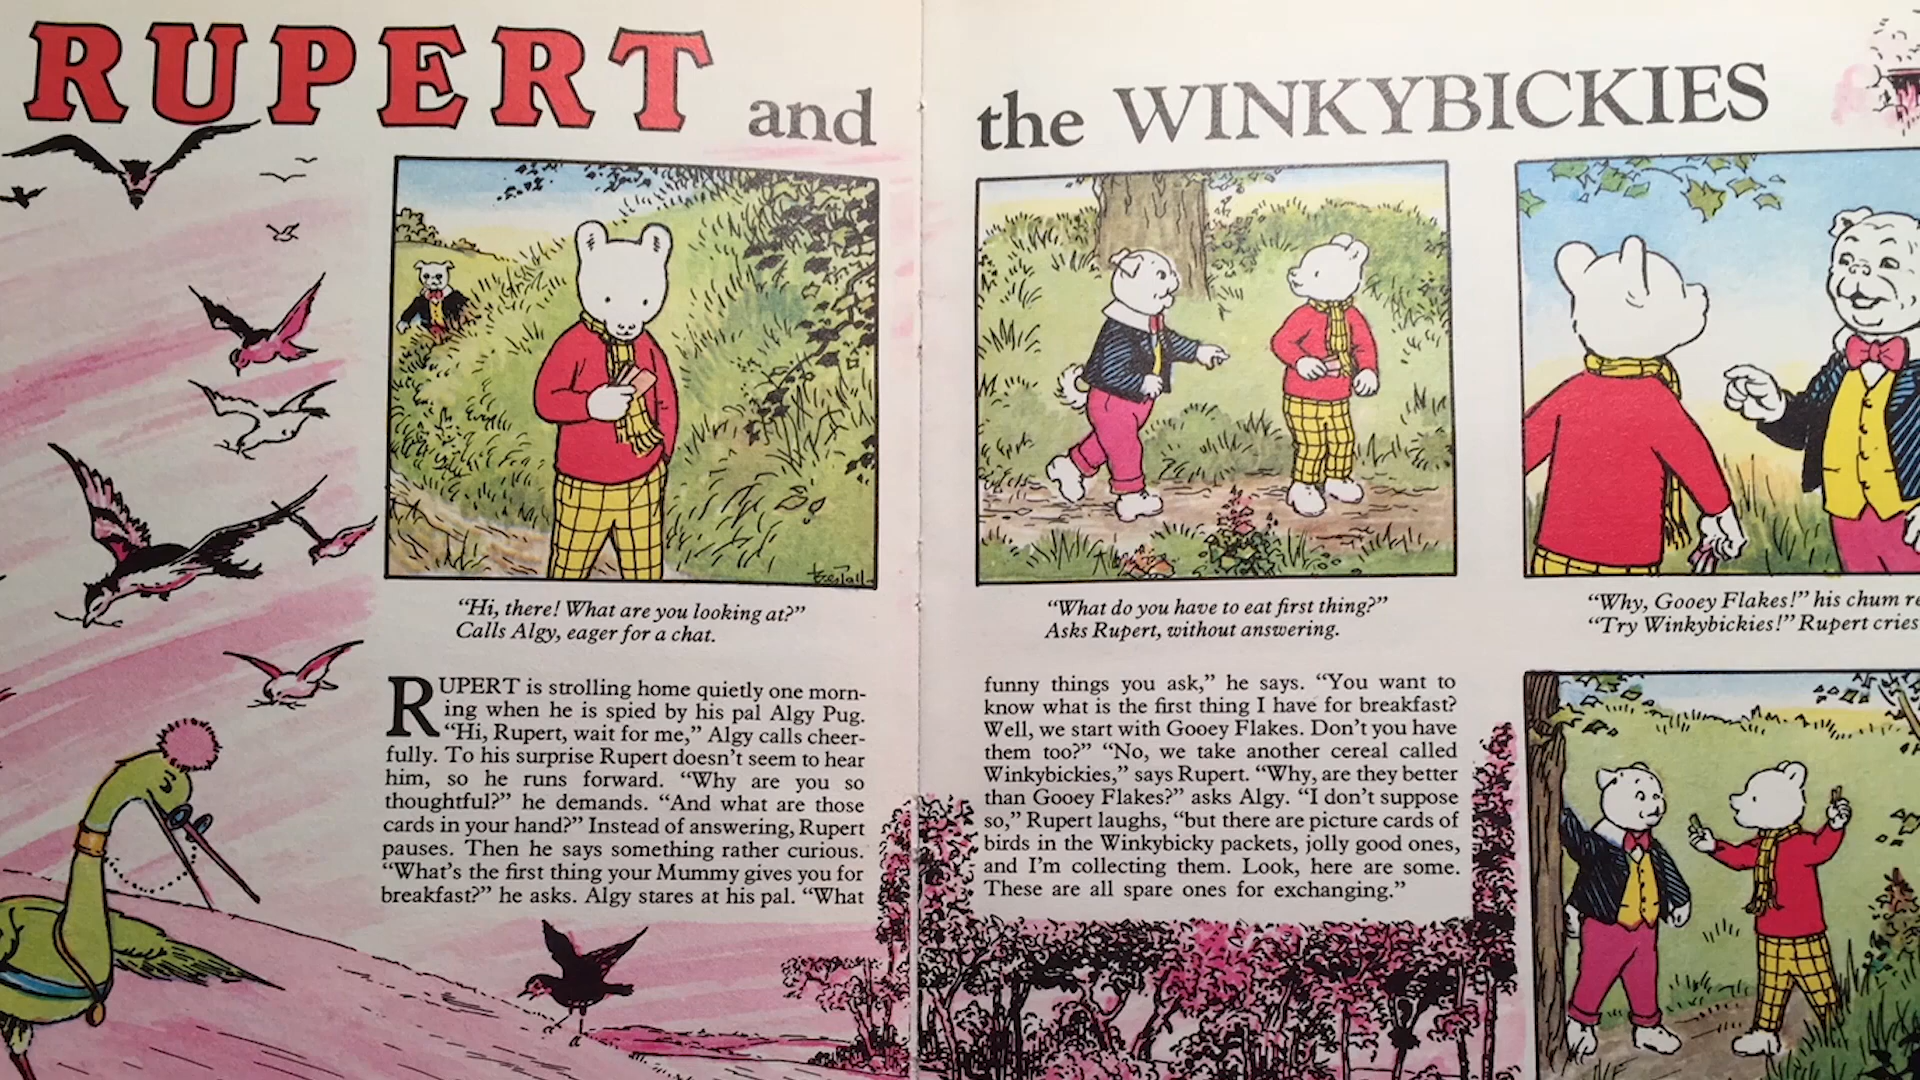 RUPERT and the WINKYBICKIES
"Hi, there! What are you looking at?"
Calls Algy, eager for a chat.
RUPERT is strolling home quietly one morn-
ing when he is spied by his pal Algy Pug.
"Hi, Rupert, wait for me," Algy calls cheer-
fully. To his surprise Rupert doesn't seem to hear
him, so he runs forward. "Why are you so
thoughtful?" he demands. "And what are those
cards in your hand?" Instead of answering, Rupert
pauses. Then he says something rather curious.
"What's the first thing your Mummy gives you for
breakfast?" he asks. Algy stares at his pal. "What
"What do you have to eat first thing?"
Asks Rupert, without answering.
funny things you ask," he says. "You want to
know what is the first thing I have for breakfast?
Well, we start with Gooey Flakes. Don't you have
them too?" "No, we take another cereal called
Winkybickies," says Rupert. "Why, are they better
than Gooey Flakes?" asks Algy. "I don't suppose
so," Rupert laughs, "but there are picture cards of
birds in the Winkybicky packets, jolly good ones,
and I'm collecting them. Look, here are some.
These are all spare ones for exchanging."
"Why, Gooey Flakes!" his chum re
"Try Winkybickies!" Rupert cries